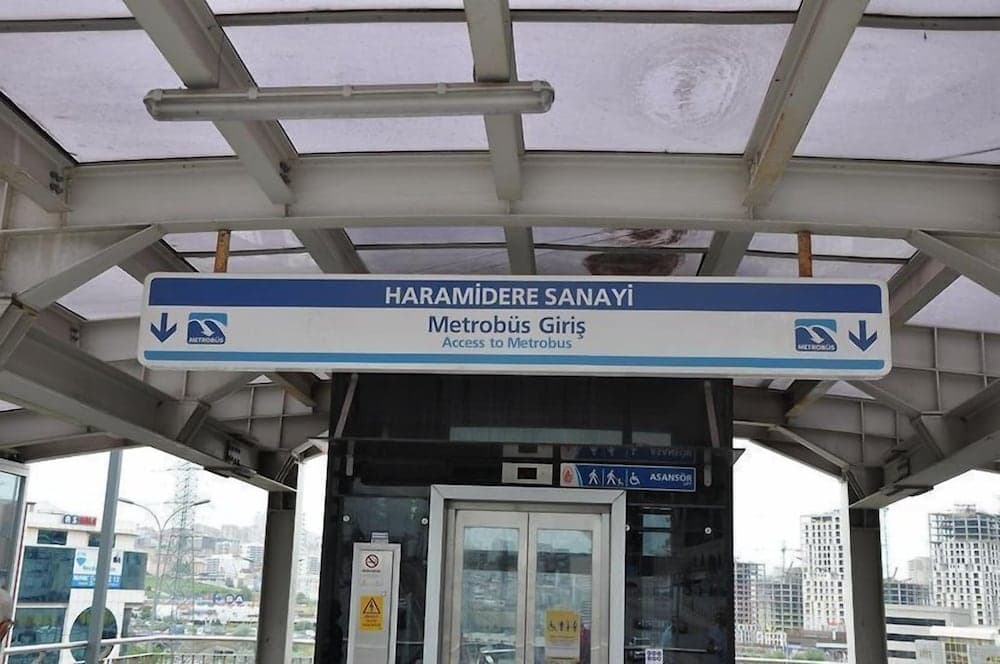 HARAMİDERE SANAYİ
Metrobüs Giriş
Access to Metrobus
METROBÜS
METROBÜS
ASANSÖR